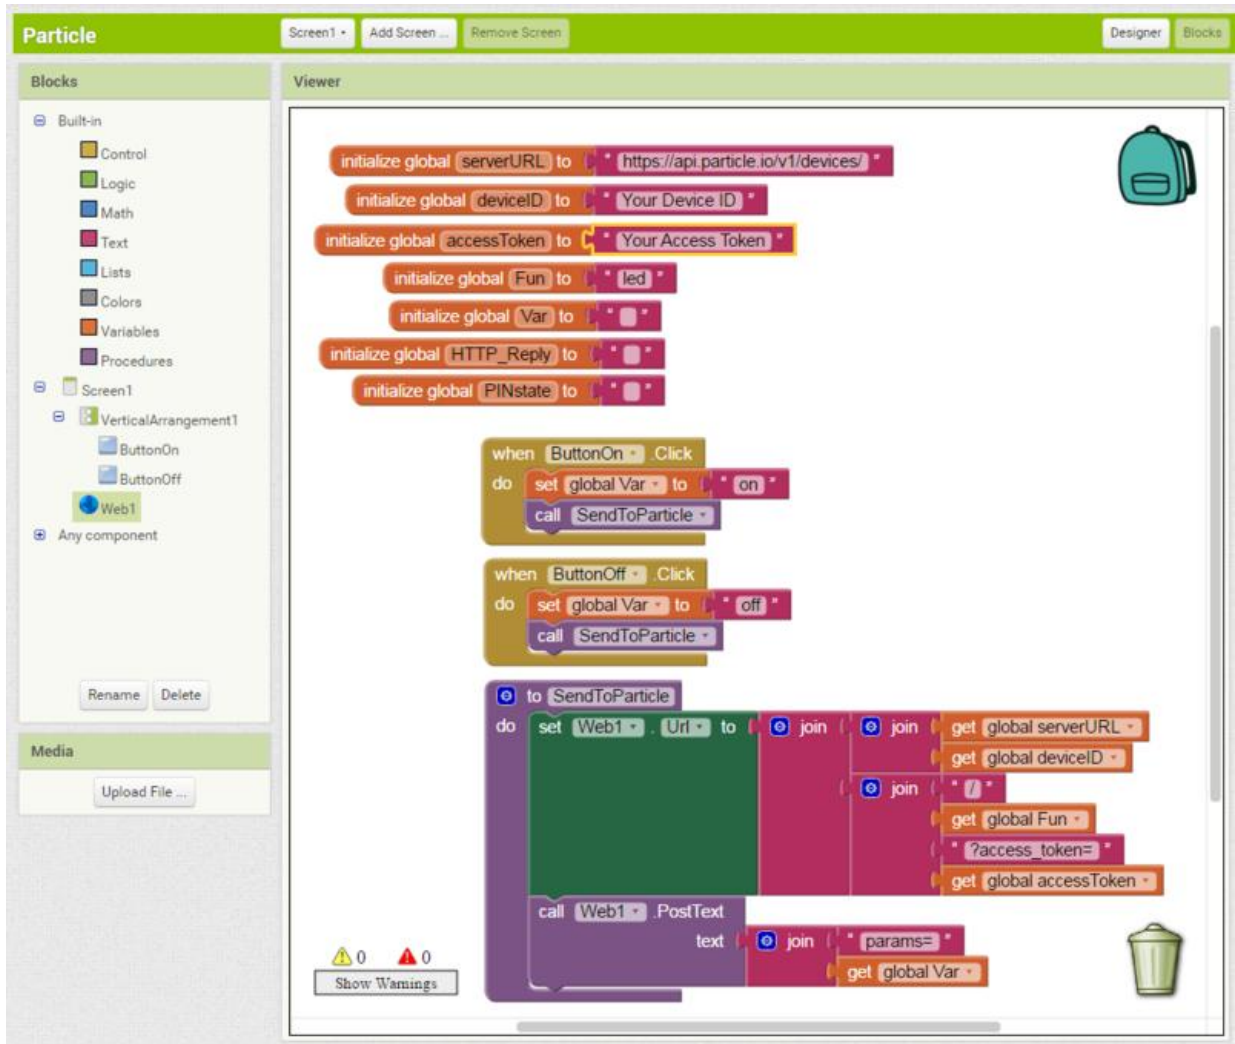 Particle
Screen1
Add Screen ...
Remove Screen
Designer
Blocks
Blocks
Built-in
Control
Logic
Math
Text
Lists
Colors
Variables
Procedures
Screen1
VerticalArrangement1
ButtonOn
ButtonOff
Web1
Any component
Rename
Delete
Media
Upload File ...
Viewer
initialize global serverURL to " https://api.particle.io/v1/devices/ "
initialize global deviceID to " Your Device ID "
initialize global accessToken to " Your Access Token "
initialize global Fun to " led "
initialize global Var to " "
initialize global HTTP_Reply to " "
initialize global PINstate to " "
when ButtonOn .Click
do set global Var to " on "
call SendToParticle
when ButtonOff .Click
do set global Var to " off "
call SendToParticle
to SendToParticle
do set Web1 . Url to join join get global serverURL
get global deviceID
join " / "
get global Fun
" ?access_token= "
get global accessToken
call Web1 .PostText
text join " params= "
get global Var
0 0
Show Warnings